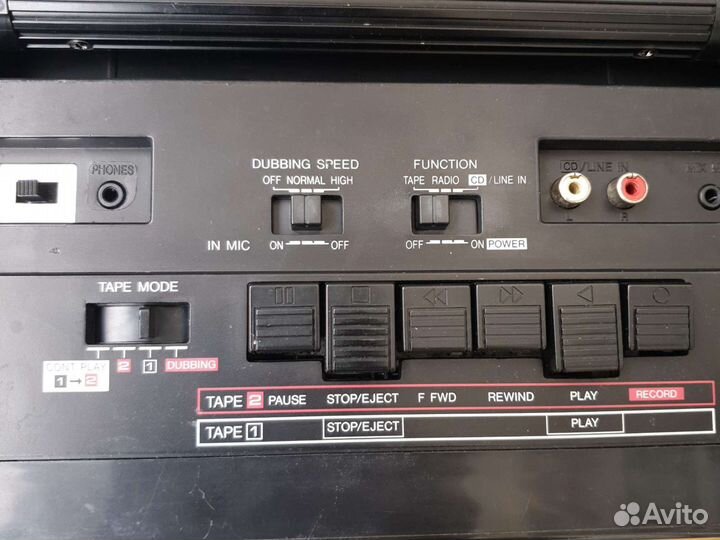 PHONES
DUBBING SPEED
OFF NORMAL HIGH
IN MIC ON OFF
FUNCTION
TAPE RADIO CD/LINE IN
OFF ON POWER
CD/LINE IN
L R
MIX
TAPE MODE
CONT PLAY
1→2
2 1 DUBBING
TAPE 2 PAUSE STOP/EJECT F FWD REWIND PLAY RECORD
TAPE 1 STOP/EJECT PLAY
Avito